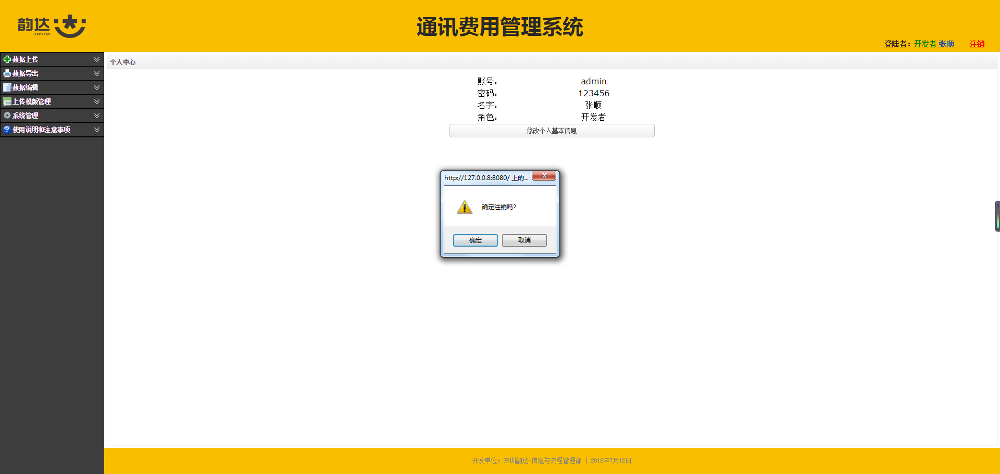 韵达
EXPRESS
通讯费用管理系统
登陆者：开发者 张顺 注销
数据上传
数据导出
数据编辑
上传模版管理
系统管理
使用说明和注意事项
个人中心
账号： admin
密码： 123456
名字： 张顺
角色： 开发者
修改个人基本信息
http://127.0.0.8:8080/ 上的...
确定注销吗?
确定 取消
开发单位：深圳韵达-信息与流程管理部 | 2016年7月12日